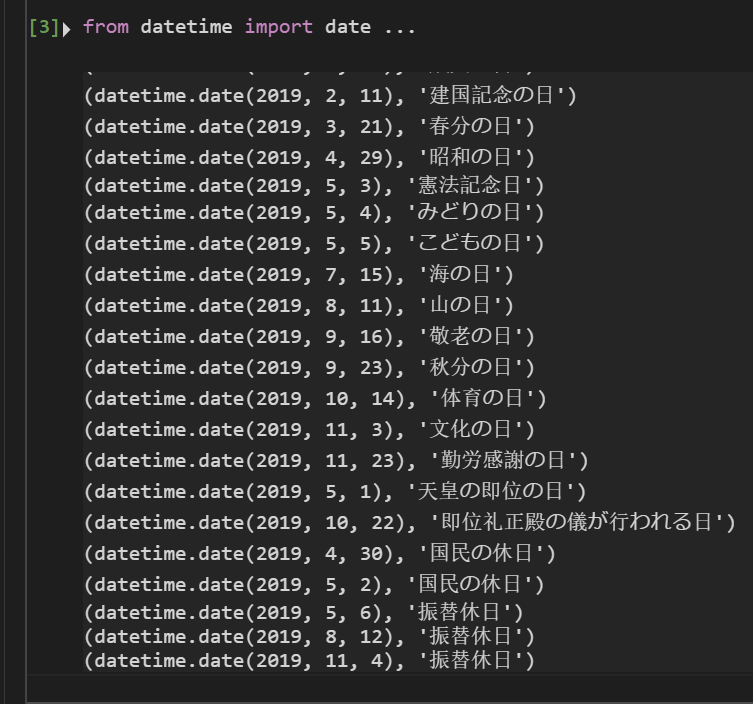 [3] from datetime import date ...
(datetime.date(2019, 2, 11), '建国記念の日')
(datetime.date(2019, 3, 21), '春分の日')
(datetime.date(2019, 4, 29), '昭和の日')
(datetime.date(2019, 5, 3), '憲法記念日')
(datetime.date(2019, 5, 4), 'みどりの日')
(datetime.date(2019, 5, 5), 'こどもの日')
(datetime.date(2019, 7, 15), '海の日')
(datetime.date(2019, 8, 11), '山の日')
(datetime.date(2019, 9, 16), '敬老の日')
(datetime.date(2019, 9, 23), '秋分の日')
(datetime.date(2019, 10, 14), '体育の日')
(datetime.date(2019, 11, 3), '文化の日')
(datetime.date(2019, 11, 23), '勤労感謝の日')
(datetime.date(2019, 5, 1), '天皇の即位の日')
(datetime.date(2019, 10, 22), '即位礼正殿の儀が行われる日')
(datetime.date(2019, 4, 30), '国民の休日')
(datetime.date(2019, 5, 2), '国民の休日')
(datetime.date(2019, 5, 6), '振替休日')
(datetime.date(2019, 8, 12), '振替休日')
(datetime.date(2019, 11, 4), '振替休日')